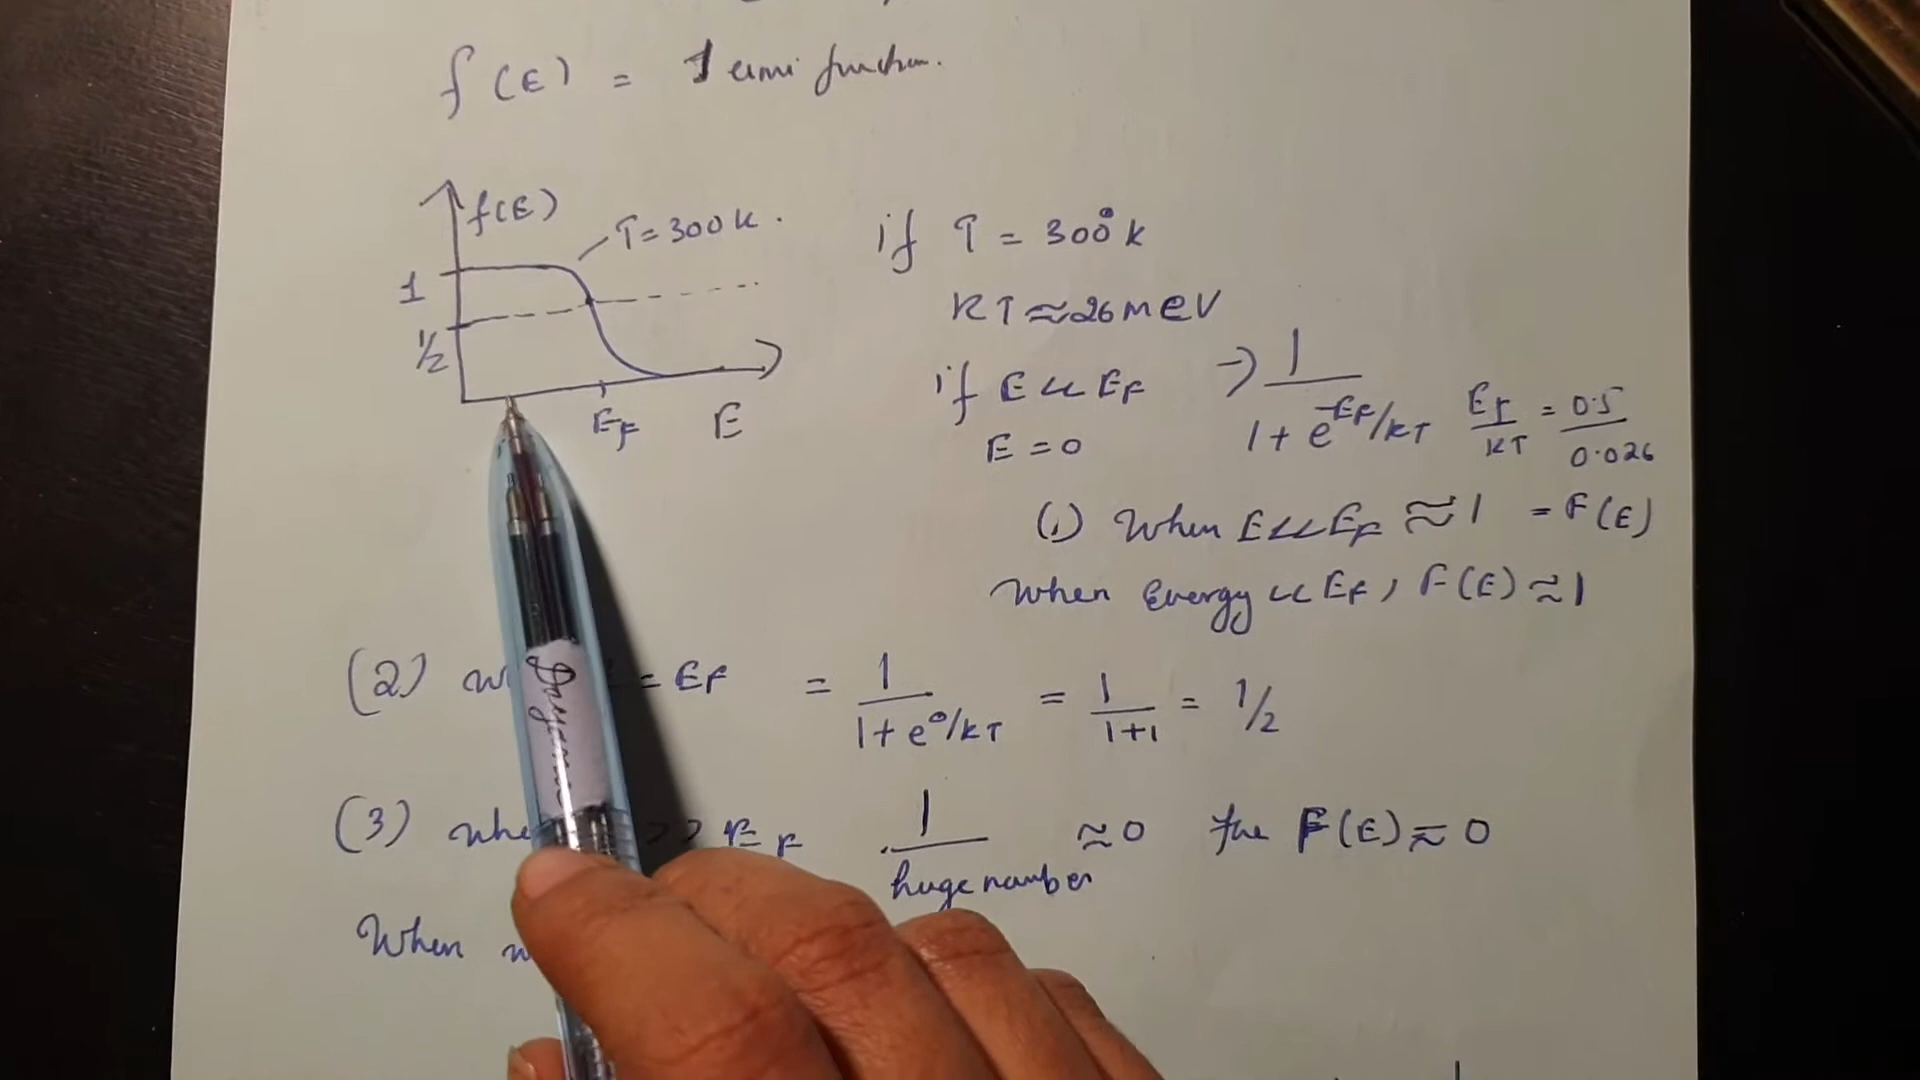 f(E) = Fermi function.
f(E)
T=300K.
1
1/2
EF
E
if T = 300°K
KT≈26meV
if E<<EF → 1/(1+e^-EF/KT) EF/KT = 0.5/0.026
E=0
(1) When E<<EF ≈1 = F(E)
When Energy << EF, F(E)≈1
(2) = EF = 1/(1+e^0/KT) = 1/(1+1) = 1/2
(3) >> EF 1/huge number ≈0 the F(E)≈0
When